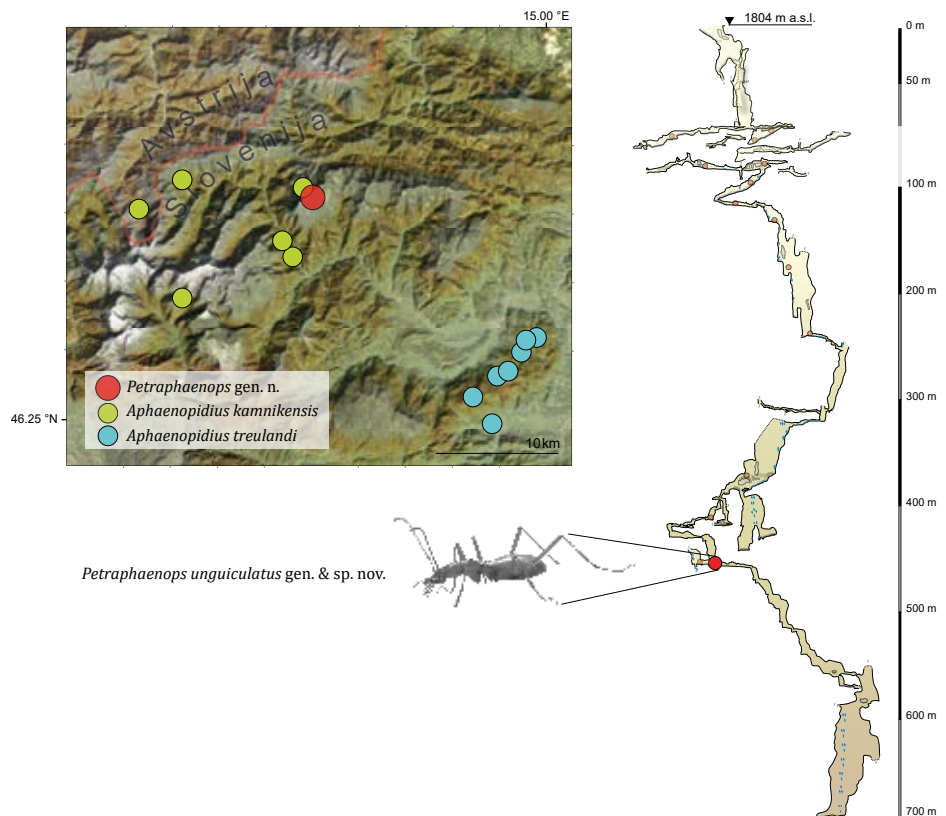 15.00 °E
Avstrija
Slovenija
Petraphaenops gen. n.
Aphaenopidius kamnikensis
Aphaenopidius treulandi
46.25 °N
10km
Petraphaenops unguiculatus gen. & sp. nov.
1804 m a.s.l.
0 m
50 m
100 m
200 m
300 m
400 m
500 m
600 m
700 m